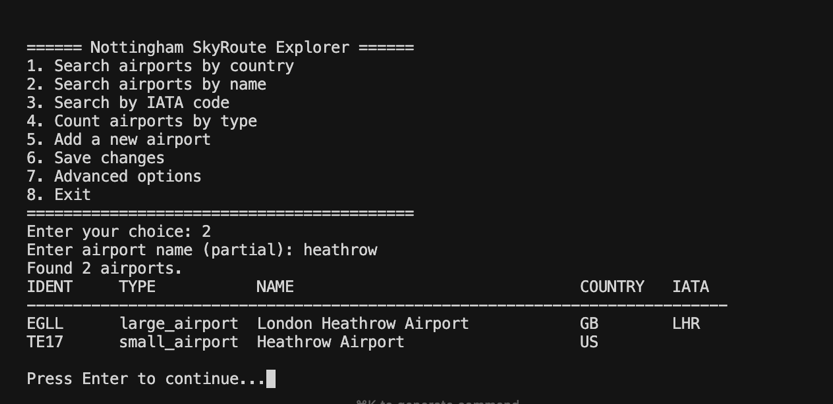 ====== Nottingham SkyRoute Explorer ======
1. Search airports by country
2. Search airports by name
3. Search by IATA code
4. Count airports by type
5. Add a new airport
6. Save changes
7. Advanced options
8. Exit
==========================================
Enter your choice: 2
Enter airport name (partial): heathrow
Found 2 airports.
IDENT     TYPE           NAME                               COUNTRY   IATA
----------------------------------------------------------------------------
EGLL      large_airport  London Heathrow Airport            GB        LHR
TE17      small_airport  Heathrow Airport                   US
Press Enter to continue...
⌘K to generate command